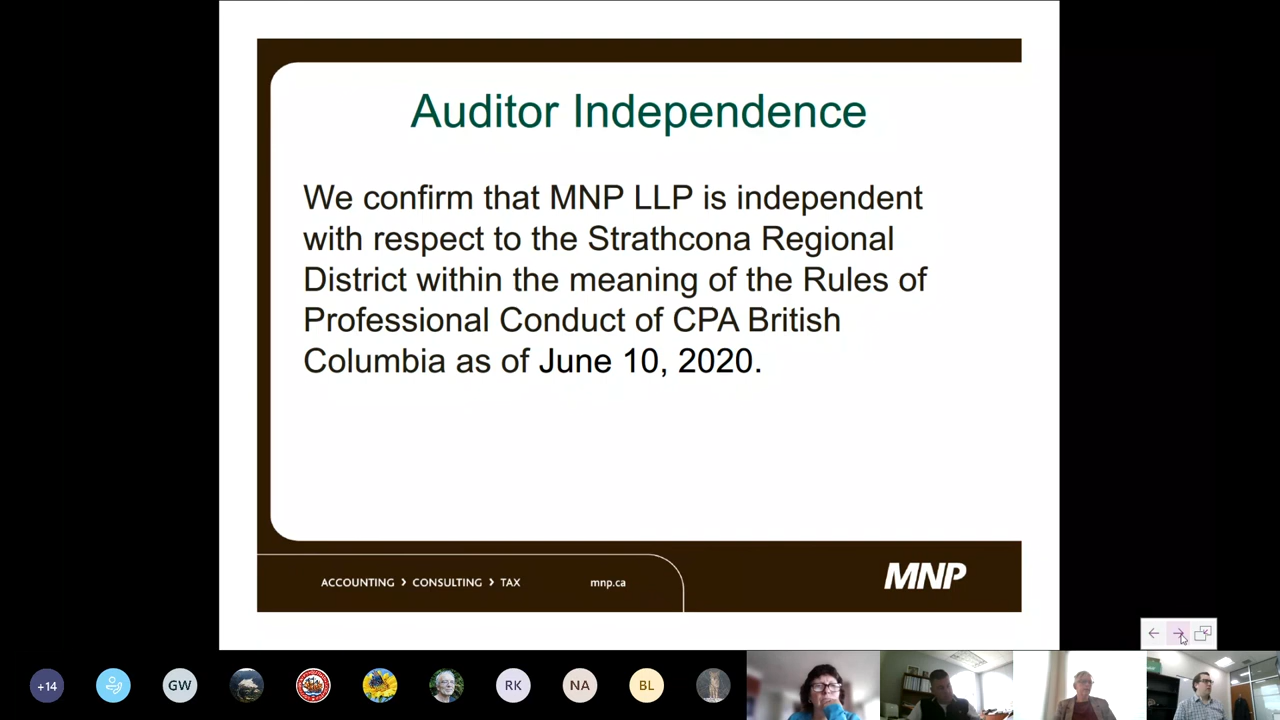 Auditor Independence
We confirm that MNP LLP is independent
with respect to the Strathcona Regional
District within the meaning of the Rules of
Professional Conduct of CPA British
Columbia as of June 10, 2020.
ACCOUNTING › CONSULTING › TAX
mnp.ca
MNP
+14
GW
RK
NA
BL